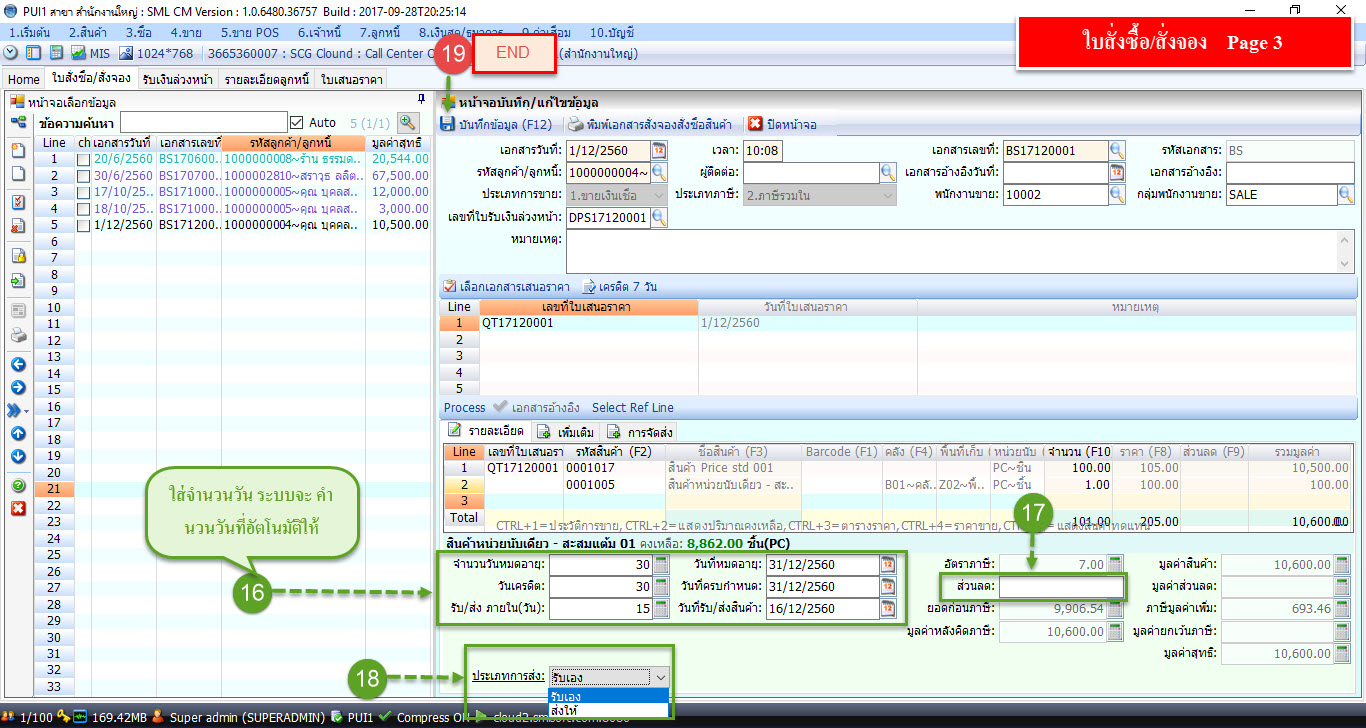 PUI1 สาขา สำนักงานใหญ่ : SML CM Version : 1.0.6480.36757 Build : 2017-09-28T20:25:14
1.เริ่มต้น 2.สินค้า 3.ซื้อ 4.ขาย 5.ขาย POS 6.เจ้าหนี้ 7.ลูกหนี้ 8.เงินสด/ธนาคาร 9.ค่าเสื่อม 10.บัญชี
ใบสั่งซื้อ/สั่งจอง Page 3
MIS 1024*768 3665360007 : SCG Clound : Call Center C (สำนักงานใหญ่)
19 END
Home ใบสั่งซื้อ/สั่งจอง รับเงินล่วงหน้า รายละเอียดลูกหนี้ ใบเสนอราคา
หน้าจอเลือกข้อมูล
ข้อความค้นหา Auto 5 (1/1)
Line ch เอกสารวันที่ เอกสารเลขที่ รหัสลูกค้า/ลูกหนี้ มูลค่าสุทธิ
1 20/6/2560 BS170600.. 1000000008~ร้าน ธรรมด.. 20,544.00
2 30/6/2560 BS170700.. 1000002810~สราวุธ ลลิต.. 67,500.00
3 17/10/25.. BS171000.. 1000000005~คุณ บุคลส.. 12,000.00
4 18/10/25.. BS171000.. 1000000005~คุณ บุคลส.. 3,000.00
5 1/12/2560 BS171200.. 1000000004~คุณ บุคคล.. 10,500.00
6
7
8
9
10
11
12
13
14
15
16
17
18
19
20
21
22
23
24
25
26
27
28
29
30
31
32
33
หน้าจอบันทึก/แก้ไขข้อมูล
บันทึกข้อมูล (F12) พิมพ์เอกสารสั่งจองสั่งซื้อสินค้า ปิดหน้าจอ
เอกสารวันที่: 1/12/2560 เวลา: 10:08 เอกสารเลขที่: BS17120001 รหัสเอกสาร: BS
รหัสลูกค้า/ลูกหนี้: 1000000004~ ผู้ติดต่อ: เอกสารอ้างอิงวันที่: เอกสารอ้างอิง:
ประเภทการขาย: 1.ขายเงินเชื่อ ประเภทภาษี: 2.ภาษีรวมใน พนักงานขาย: 10002 กลุ่มพนักงานขาย: SALE
เลขที่ใบรับเงินล่วงหน้า: DPS17120001
หมายเหตุ:
เลือกเอกสารเสนอราคา เครดิต 7 วัน
Line เลขที่ใบเสนอราคา วันที่ใบเสนอราคา หมายเหตุ
1 QT17120001 1/12/2560
2
3
4
5
Process เอกสารอ้างอิง Select Ref Line
รายละเอียด เพิ่มเติม การจัดส่ง
Line เลขที่ใบเสนอรา รหัสสินค้า (F2) ชื่อสินค้า (F3) Barcode (F1) คลัง (F4) พื้นที่เก็บ ( หน่วยนับ ( จำนวน (F10 ราคา (F8) ส่วนลด (F9) รวมมูลค่า
1 QT17120001 0001017 สินค้า Price std 001 PC~ชิ้น 100.00 105.00 10,500.00
2 0001005 สินค้าหน่วยนับเดียว - สะ.. B01~คลั.. Z02~พื้.. PC~ชิ้น 1.00 100.00 100.00
3
Total 101.00 205.00 10,600.00
CTRL+1=ประวัติการขาย,CTRL+2=แสดงปริมาณคงเหลือ,CTRL+3=ตารางราคา,CTRL+4=ราคาขาย,CTRL
สินค้าหน่วยนับเดียว - สะสมแต้ม 01 คงเหลือ: 8,862.00 ชิ้น(PC)
จำนวนวันหมดอายุ: 30 วันที่หมดอายุ: 31/12/2560 อัตราภาษี: 7.00 มูลค่าสินค้า: 10,600.00
วันเครดิต: 30 วันที่ครบกำหนด: 31/12/2560 ส่วนลด: มูลค่าส่วนลด:
รับ/ส่ง ภายใน(วัน): 15 วันที่รับ/ส่งสินค้า: 16/12/2560 ยอดก่อนภาษี: 9,906.54 ภาษีมูลค่าเพิ่ม: 693.46
มูลค่าหลังคิดภาษี: 10,600.00 มูลค่ายกเว้นภาษี:
มูลค่าสุทธิ: 10,600.00
ประเภทการส่ง: รับเอง
รับเอง
ส่งให้
ใส่จำนวนวัน ระบบจะ คำ
นวนวันที่อัตโนมัติให้
16
17
18
1/100 169.42MB Super admin (SUPERADMIN) PUI1 Compress ON